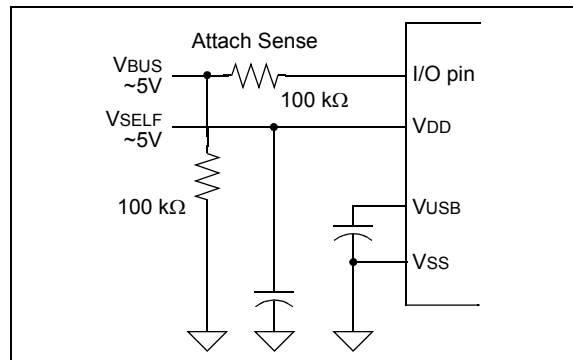 Attach Sense
VBUS
~5V
100 kΩ
I/O pin
VSELF
~5V
VDD
100 kΩ
VUSB
VSS